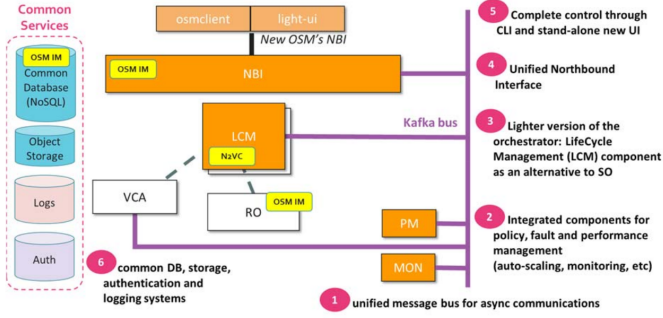 Common
Services
OSM IM
Common
Database
(NoSQL)
Object
Storage
Logs
Auth
osmclient
light-ui
New OSM's NBI
OSM IM
NBI
Kafka bus
LCM
N2VC
VCA
RO
OSM IM
PM
MON
5
Complete control through
CLI and stand-alone new UI
4
Unified Northbound
Interface
3
Lighter version of the
orchestrator: LifeCycle
Management (LCM) component
as an alternative to SO
2
Integrated components for
policy, fault and performance
management
(auto-scaling, monitoring, etc)
6
common DB, storage,
authentication and
logging systems
1
unified message bus for async communications